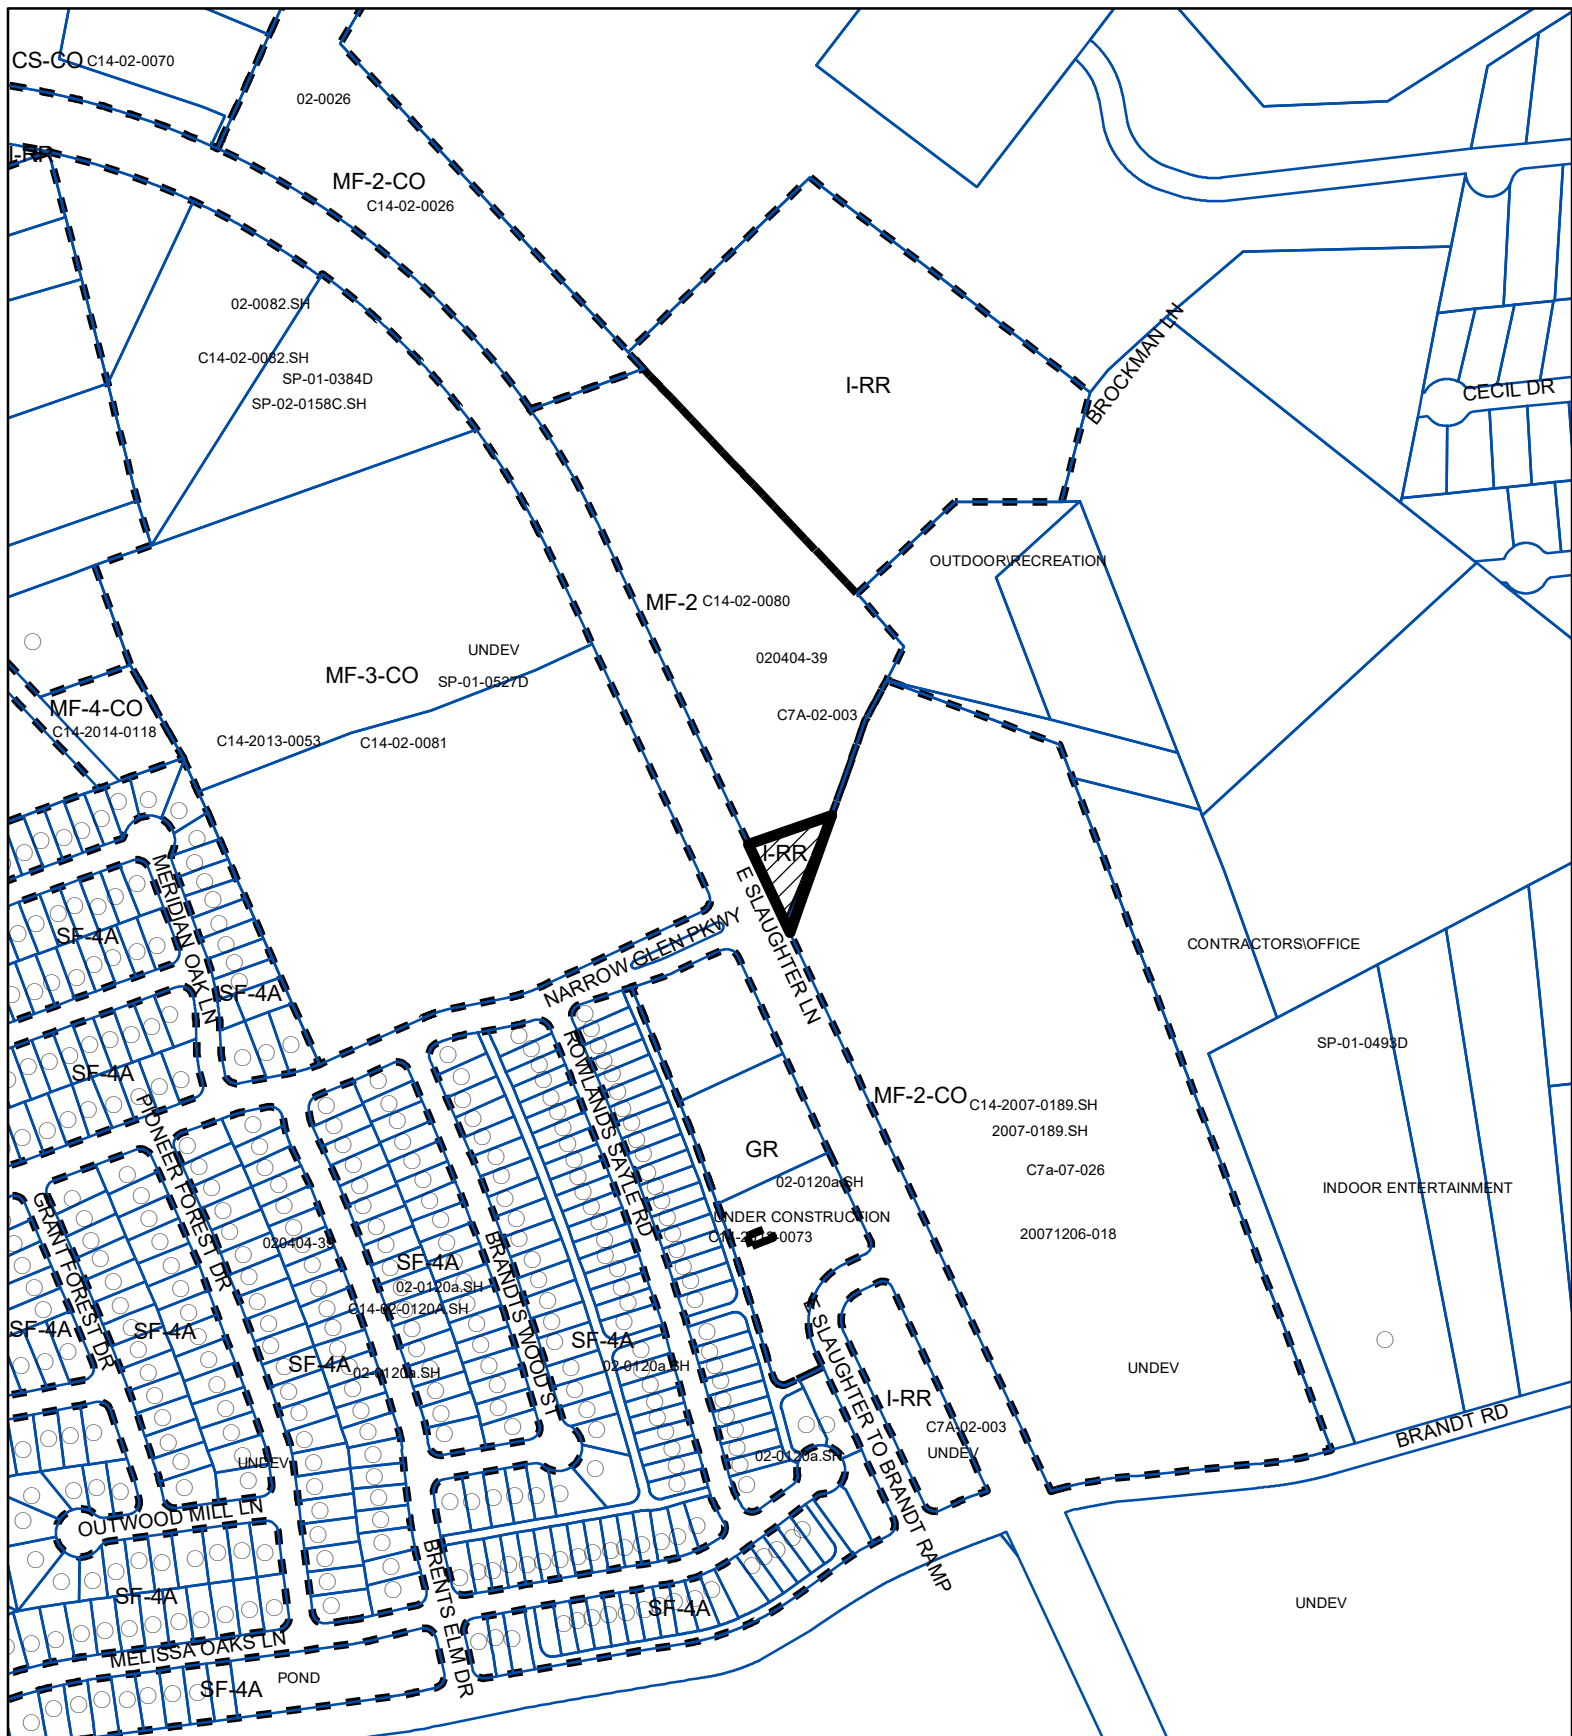 CS-CO C14-02-0070
02-0026
I-RR
MF-2-CO
C14-02-0026
02-0082.SH
C14-02-0082.SH
SP-01-0384D
SP-02-0158C.SH
I-RR
BROCKMAN LN
CECIL DR
OUTDOOR\RECREATION
MF-2 C14-02-0080
UNDEV
020404-39
MF-3-CO SP-01-0527D
MF-4-CO
C14-2014-0118
C7A-02-003
C14-2013-0053
C14-02-0081
I-RR
E SLAUGHTER LN
MERIDIAN OAK LN
NARROW GLEN PKWY
SF-4A
CONTRACTORS\OFFICE
SF-4A
ROWLANDS SAYLE RD
SP-01-0493D
SF-4A
PIONEER FOREST DR
MF-2-CO C14-2007-0189.SH
2007-0189.SH
GR
C7a-07-026
02-0120a.SH
INDOOR ENTERTAINMENT
GRANT FOREST DR
UNDER CONSTRUCTION
20071206-018
020404-39
BRANDTS WOOD ST
SF-4A
02-0120a.SH
C14-02-0120A.SH
SF-4A
SF-4A
SF-4A
02-0120a.SH
SF-4A
02-0120a.SH
UNDEV
E SLAUGHTER TO BRANDT RAMP
I-RR
C7A-02-003
UNDEV
BRANDT RD
02-0120a.SH
UNDEV
OUTWOOD MILL LN
BRENTS ELM DR
SF-4A
SF-4A
UNDEV
MELISSA OAKS LN
POND
SF-4A